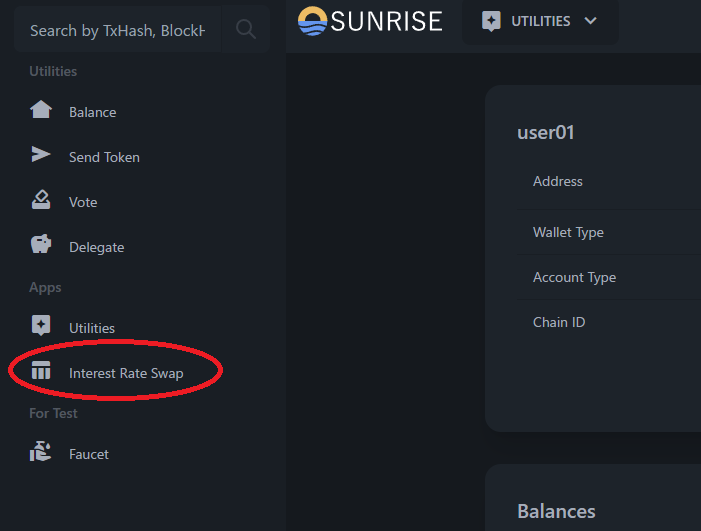 Search by TxHash, BlockH
Utilities
Balance
Send Token
Vote
Delegate
Apps
Utilities
Interest Rate Swap
For Test
Faucet
SUNRISE
UTILITIES
user01
Address
Wallet Type
Account Type
Chain ID
Balances